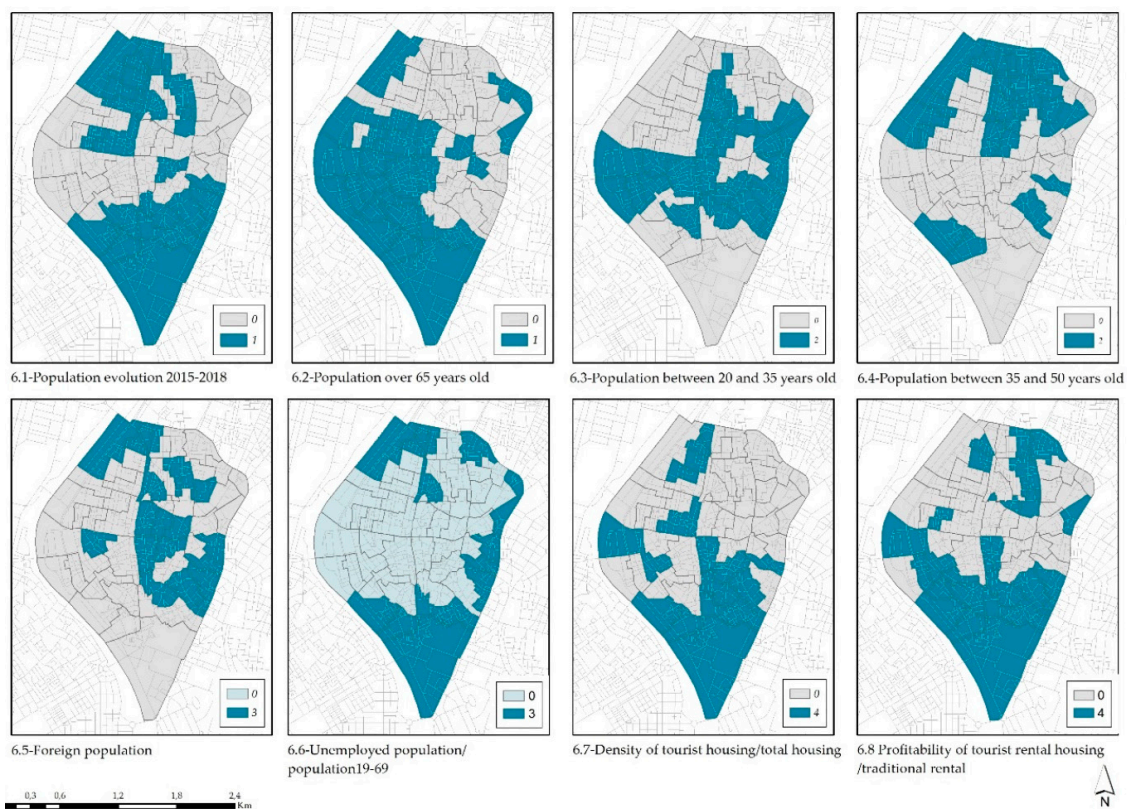 0
1
6.1-Population evolution 2015-2018
0
1
6.2-Population over 65 years old
0
2
6.3-Population between 20 and 35 years old
0
2
6.4-Population between 35 and 50 years old
0
3
6.5-Foreign population
0
3
6.6-Unemployed population/
population19-69
0
4
6.7-Density of tourist housing/total housing
0
4
6.8 Profitability of tourist rental housing
/traditional rental
0,3 0,6 1,2 1,8 2,4
Km
N